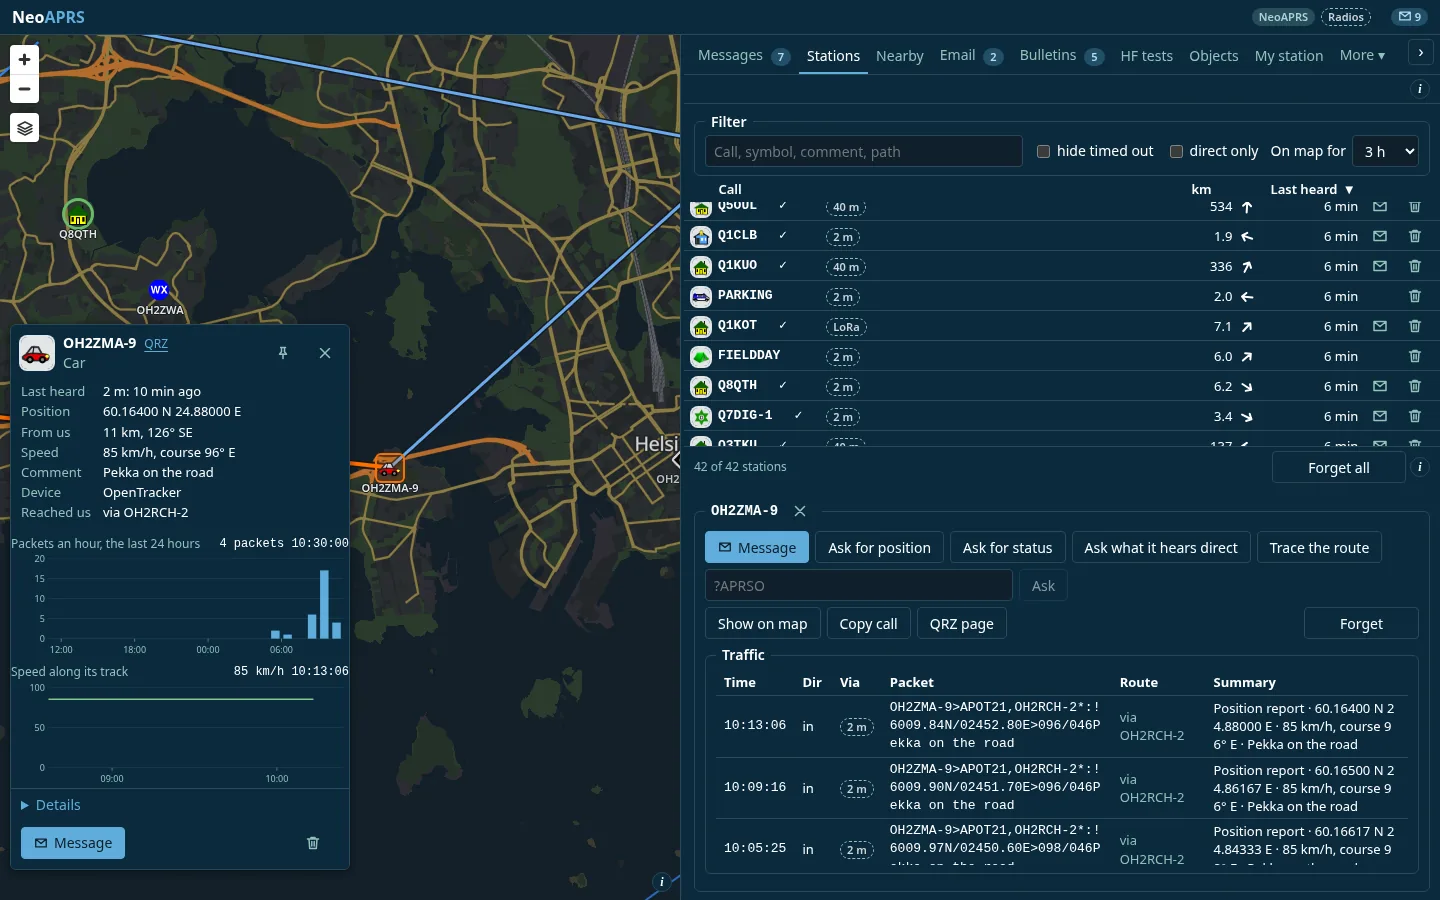 NeoAPRS
NeoAPRS Radios 9
Messages 7 Stations Nearby Email 2 Bulletins 5 HF tests Objects My station More ▾
Filter
Call, symbol, comment, path hide timed out direct only On map for 3 h
Call km Last heard ▼
Q5OUL ✓ 40 m 534 6 min
Q1CLB ✓ 2 m 1.9 6 min
Q1KUO ✓ 40 m 336 6 min
PARKING 2 m 2.0 6 min
Q1KOT ✓ LoRa 7.1 6 min
FIELDDAY 2 m 6.0 6 min
Q8QTH ✓ 2 m 6.2 6 min
Q7DIG-1 ✓ 2 m 3.4 6 min
Q3TKU ✓ 40 m 137 6 min
42 of 42 stations Forget all
OH2ZMA-9
Message Ask for position Ask for status Ask what it hears direct Trace the route
?APRSO Ask
Show on map Copy call QRZ page Forget
Traffic
Time Dir Via Packet Route Summary
10:13:06 in 2 m
OH2ZMA-9>APOT21,OH2RCH-2*:!
6009.84N/02452.80E>096/046P
ekka on the road
via
OH2RCH-2
Position report · 60.16400 N 2
4.88000 E · 85 km/h, course 9
6° E · Pekka on the road
10:09:16 in 2 m
OH2ZMA-9>APOT21,OH2RCH-2*:!
6009.90N/02451.70E>096/046P
ekka on the road
via
OH2RCH-2
Position report · 60.16500 N 2
4.86167 E · 85 km/h, course 9
6° E · Pekka on the road
10:05:25 in 2 m
OH2ZMA-9>APOT21,OH2RCH-2*:!
6009.97N/02450.60E>098/046P
ekka on the road
via
OH2RCH-2
Position report · 60.16617 N 2
4.84333 E · 85 km/h, course 9
Q8QTH
WX
OH2ZWA
OH2ZMA-9
Helsi
OH2
OH2ZMA-9 QRZ
Car
Last heard 2 m: 10 min ago
Position 60.16400 N 24.88000 E
From us 11 km, 126° SE
Speed 85 km/h, course 96° E
Comment Pekka on the road
Device OpenTracker
Reached us via OH2RCH-2
Packets an hour, the last 24 hours 4 packets 10:30:00
20
15
10
5
0
12:00 18:00 00:00 06:00
Speed along its track 85 km/h 10:13:06
100
50
0
09:00 10:00
Details
Message